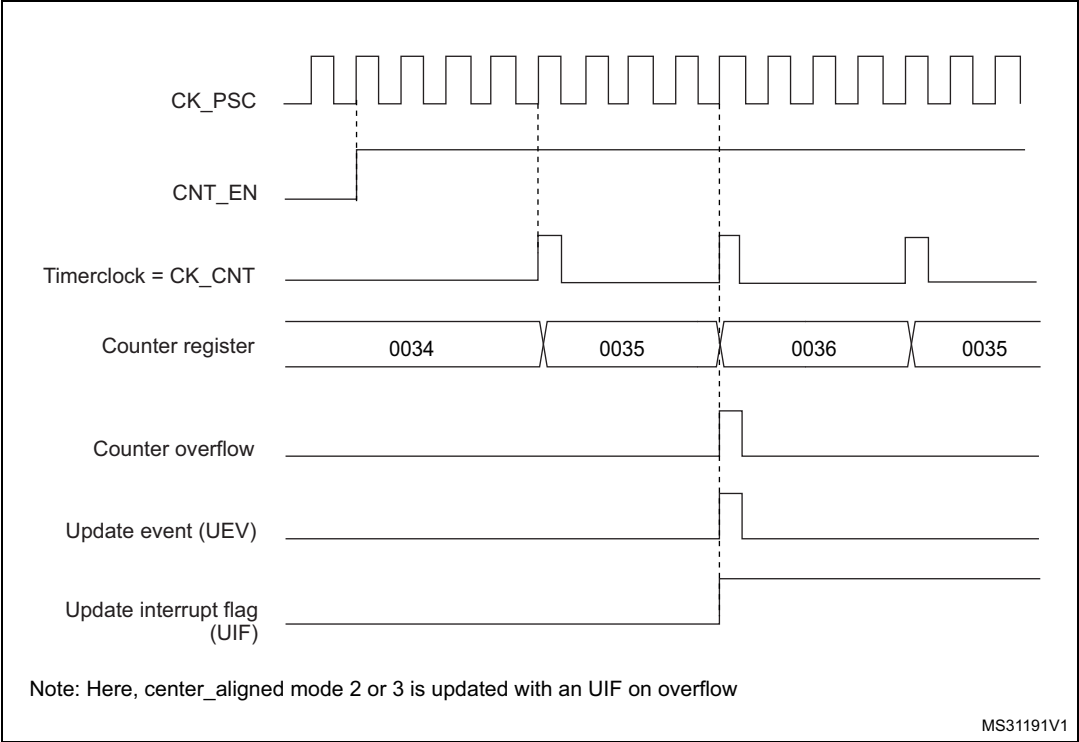 CK_PSC
CNT_EN
Timerclock = CK_CNT
Counter register
0034 0035 0036 0035
Counter overflow
Update event (UEV)
Update interrupt flag
(UIF)
Note: Here, center_aligned mode 2 or 3 is updated with an UIF on overflow
MS31191V1